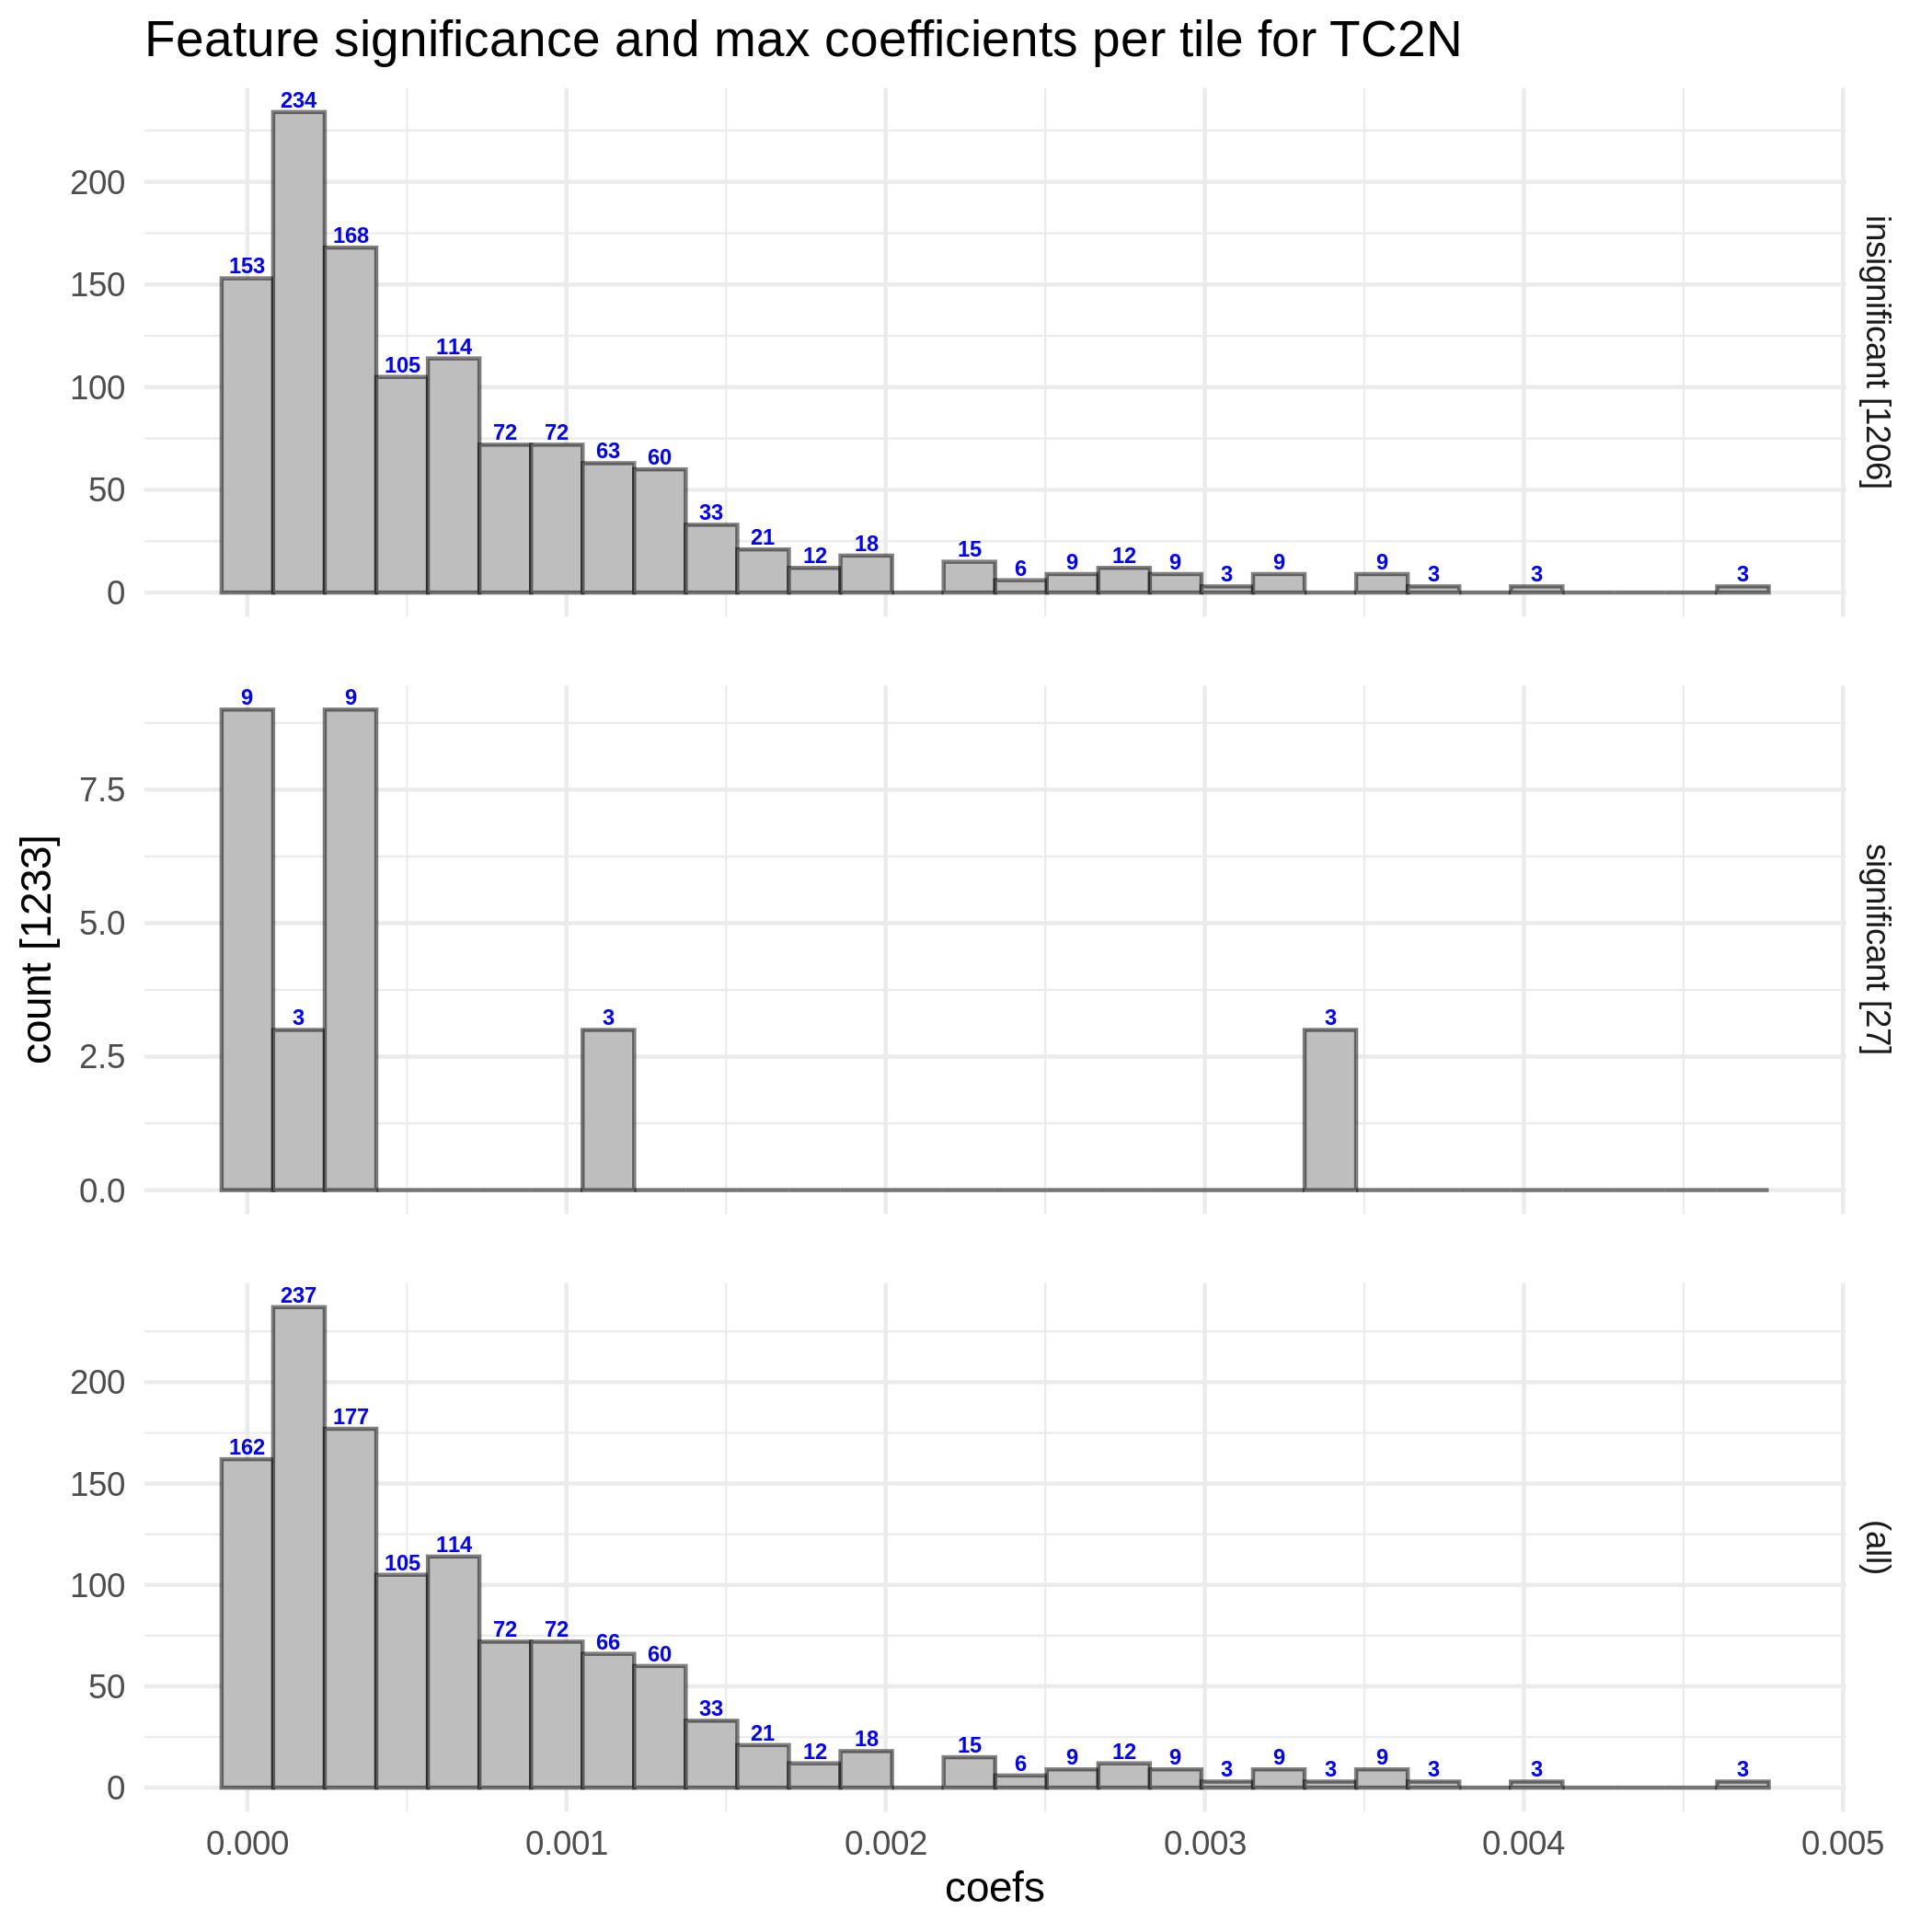 Feature significance and max coefficients per tile for TC2N
234
200
168
153
150
114
105
100
72 72
63 60
50
33
21
12 18 15
6 9 12 9 3 9 9 3 3 3
0
insignificant [1206]
9 9
7.5
5.0
3 3 3
2.5
0.0
significant [27]
count [1233]
237
200
177
162
150
114
105
100
72 72 66 60
50
33
21
12 18 15
6 9 12 9 3 9 3 9 3 3 3
0
(all)
0.000 0.001 0.002 0.003 0.004 0.005
coefs